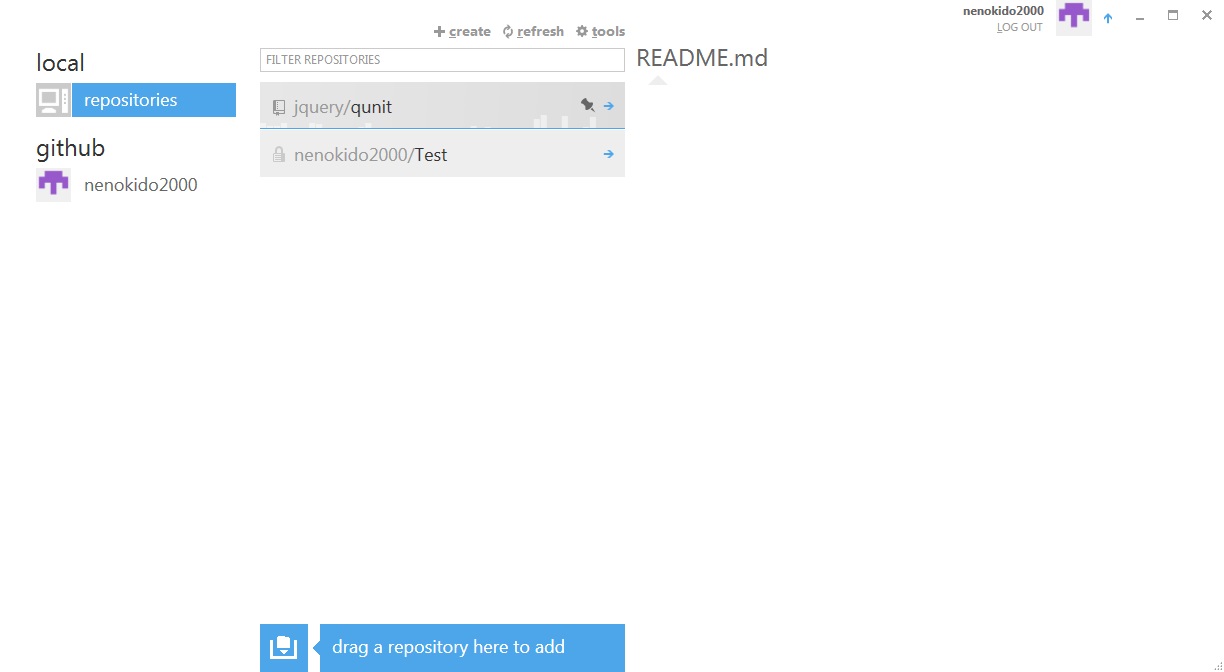 nenokido2000
LOG OUT
create refresh tools
local
FILTER REPOSITORIES
README.md
repositories
jquery/qunit
github
nenokido2000/Test
nenokido2000
drag a repository here to add